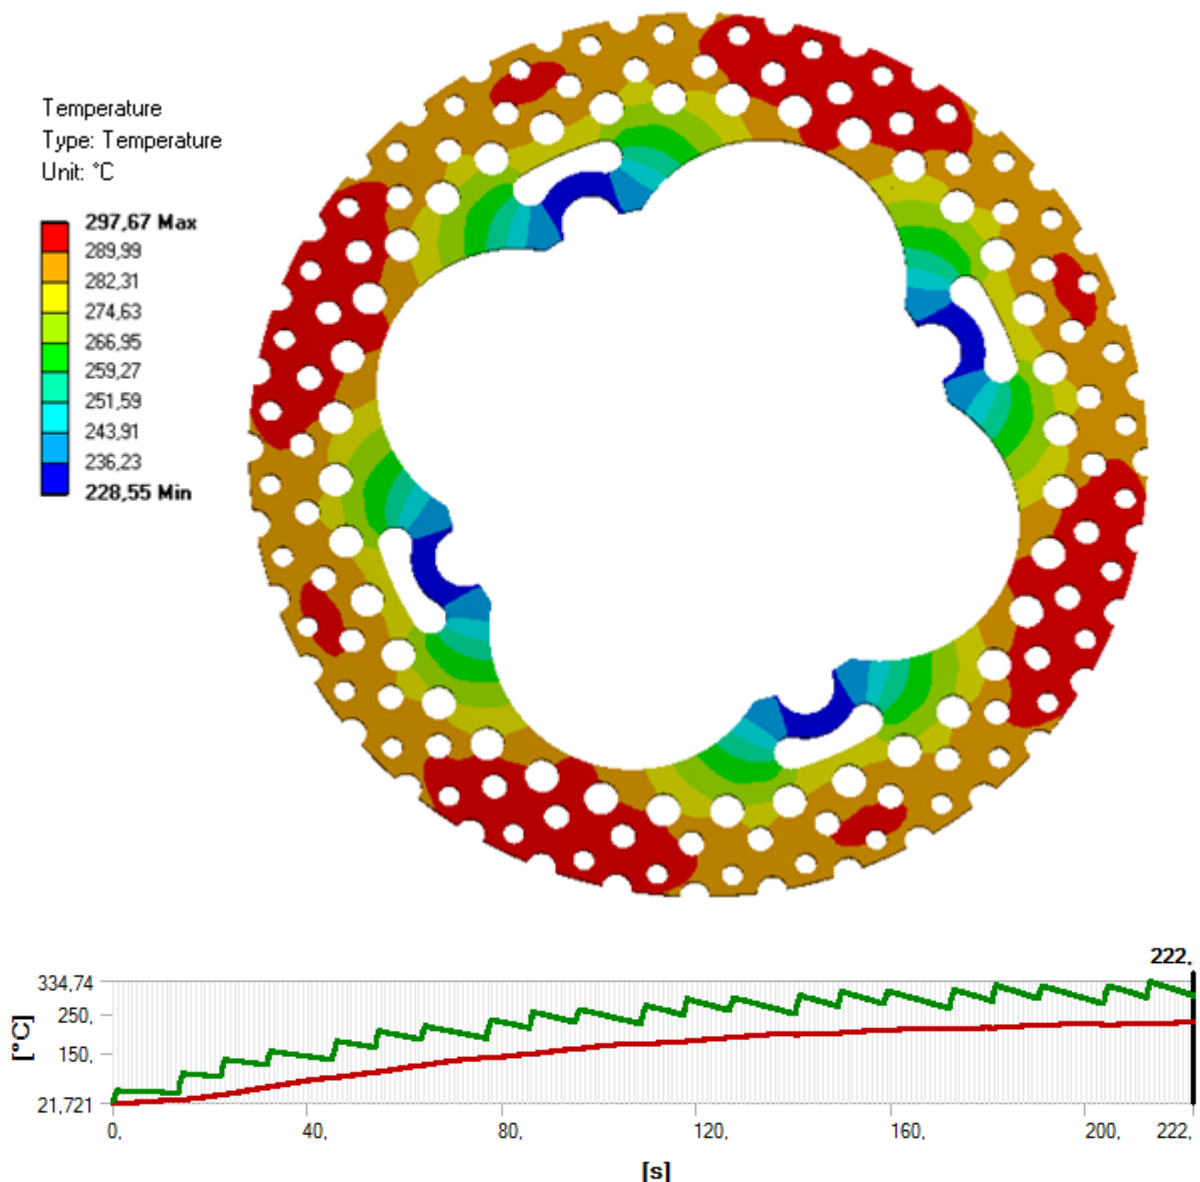 Temperature
Type: Temperature
Unit: °C
297,67 Max
289,99
282,31
274,63
266,95
259,27
251,59
243,91
236,23
228,55 Min
222,
334,74
250,
150,
21,721
[°C]
0, 40, 80, 120, 160, 200, 222,
[s]